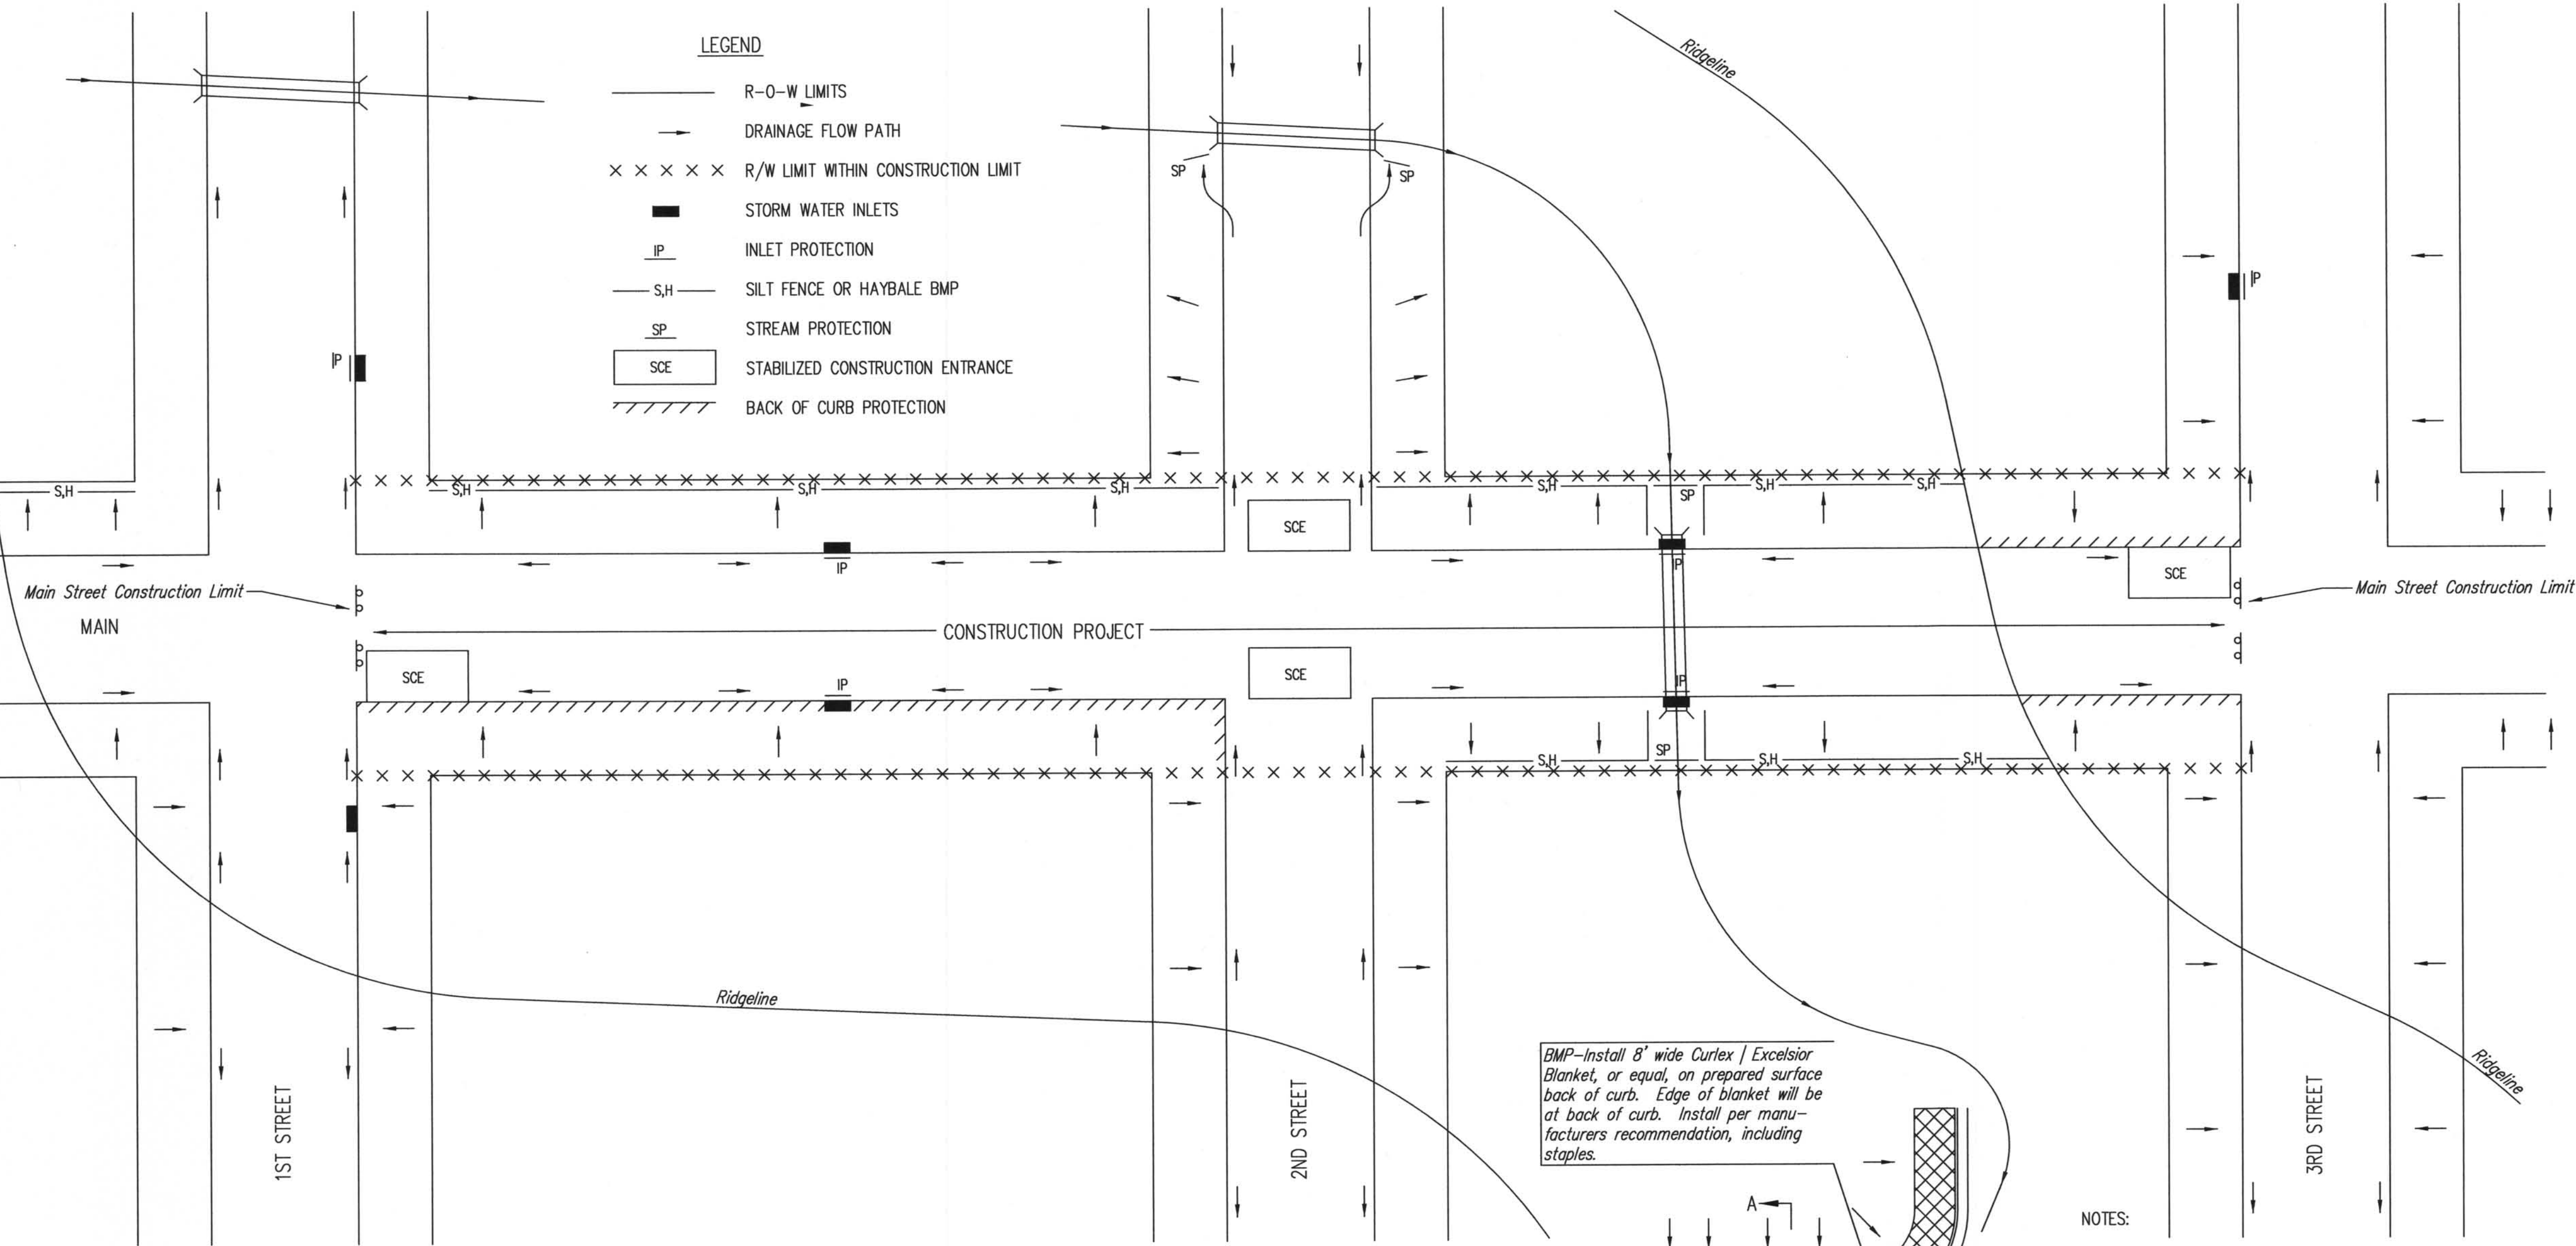 LEGEND
R-O-W LIMITS
DRAINAGE FLOW PATH
R/W LIMIT WITHIN CONSTRUCTION LIMIT
STORM WATER INLETS
IP INLET PROTECTION
S,H SILT FENCE OR HAYBALE BMP
SP STREAM PROTECTION
SCE STABILIZED CONSTRUCTION ENTRANCE
BACK OF CURB PROTECTION
Ridgeline
SP
SP
IP
IP
S,H
S,H
S,H
S,H
S,H
SP
S,H
S,H
SCE
IP
IP
SCE
Main Street Construction Limit
Main Street Construction Limit
MAIN
CONSTRUCTION PROJECT
SCE
SCE
IP
IP
SP
S,H
S,H
S,H
Ridgeline
Ridgeline
1ST STREET
2ND STREET
3RD STREET
BMP-Install 8' wide Curlex / Excelsior
Blanket, or equal, on prepared surface
back of curb. Edge of blanket will be
at back of curb. Install per manu-
facturers recommendation, including
staples.
A
NOTES: